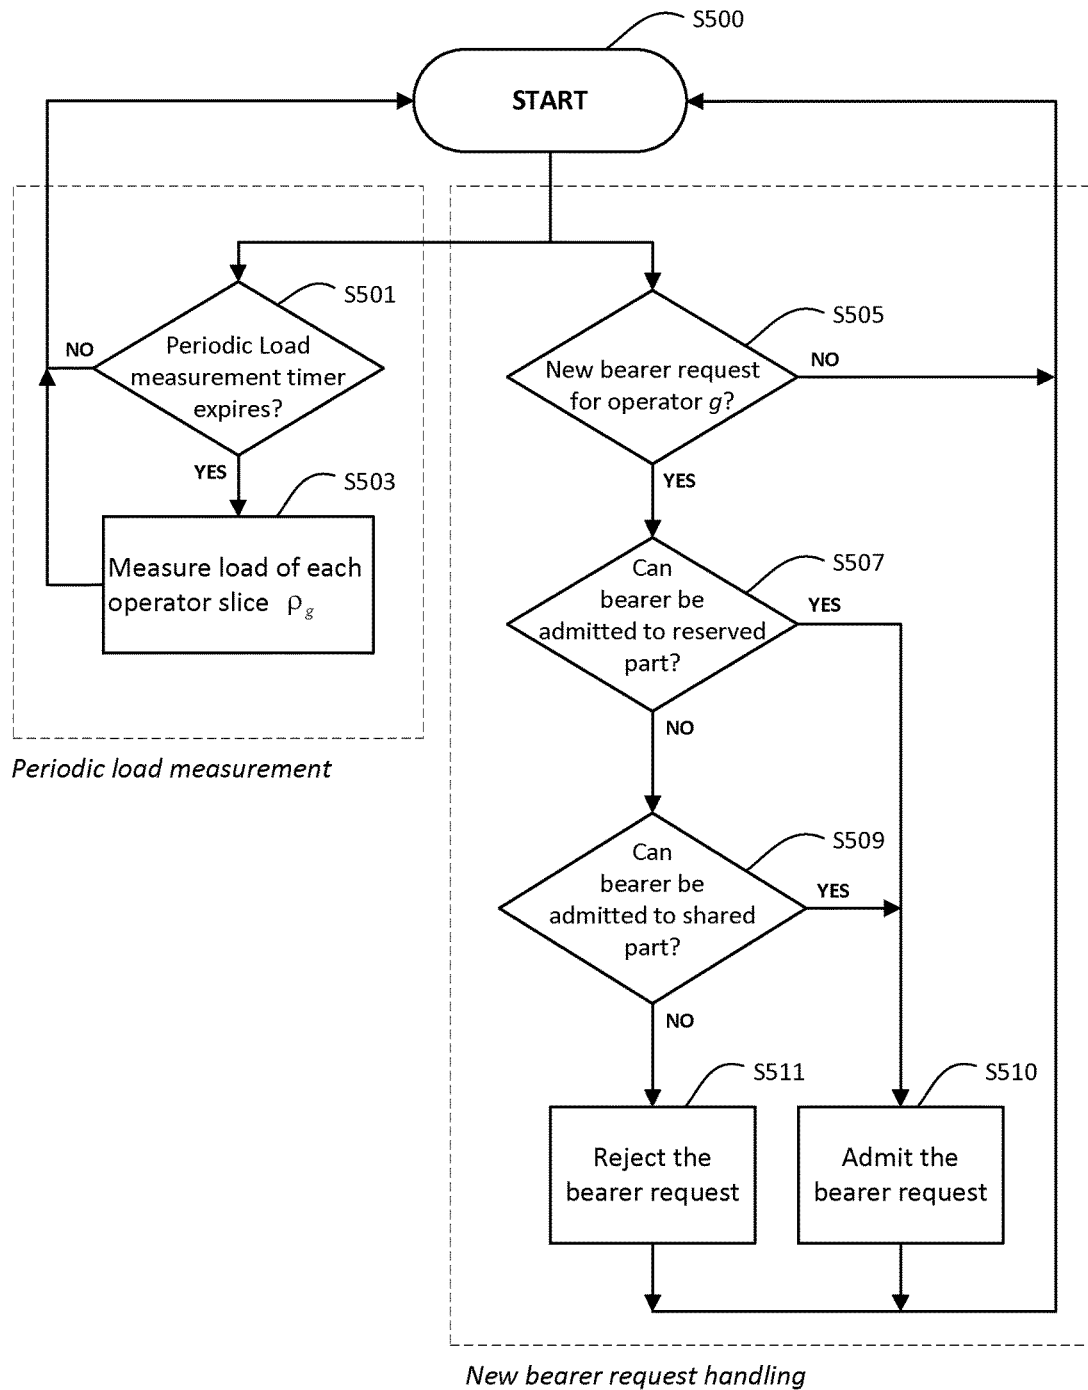 S500
START
S501
NO
Periodic Load
measurement timer
expires?
YES
S503
Measure load of each
operator slice ρg
Periodic load measurement
S505
New bearer request
for operator g?
NO
YES
S507
Can
bearer be
admitted to reserved
part?
YES
NO
S509
Can
bearer be
admitted to shared
part?
YES
NO
S511
Reject the
bearer request
S510
Admit the
bearer request
New bearer request handling